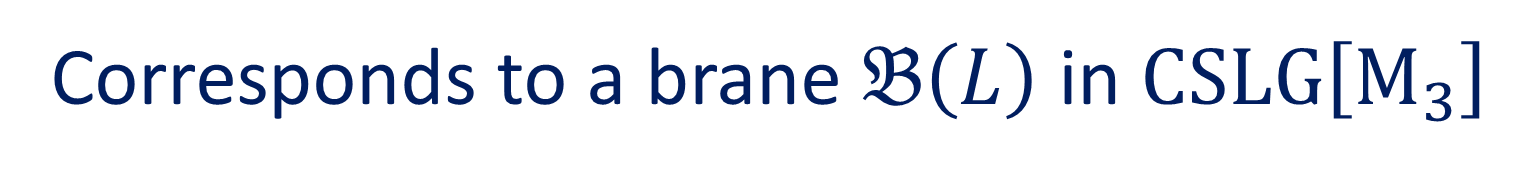 Corresponds to a brane 𝔅(𝐿) in CSLG[M₃]